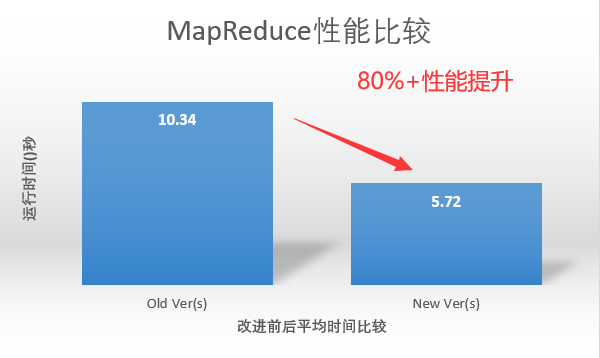 MapReduce性能比较
80%+性能提升
10.34
5.72
运行时间()秒
Old Ver(s)
New Ver(s)
改进前后平均时间比较